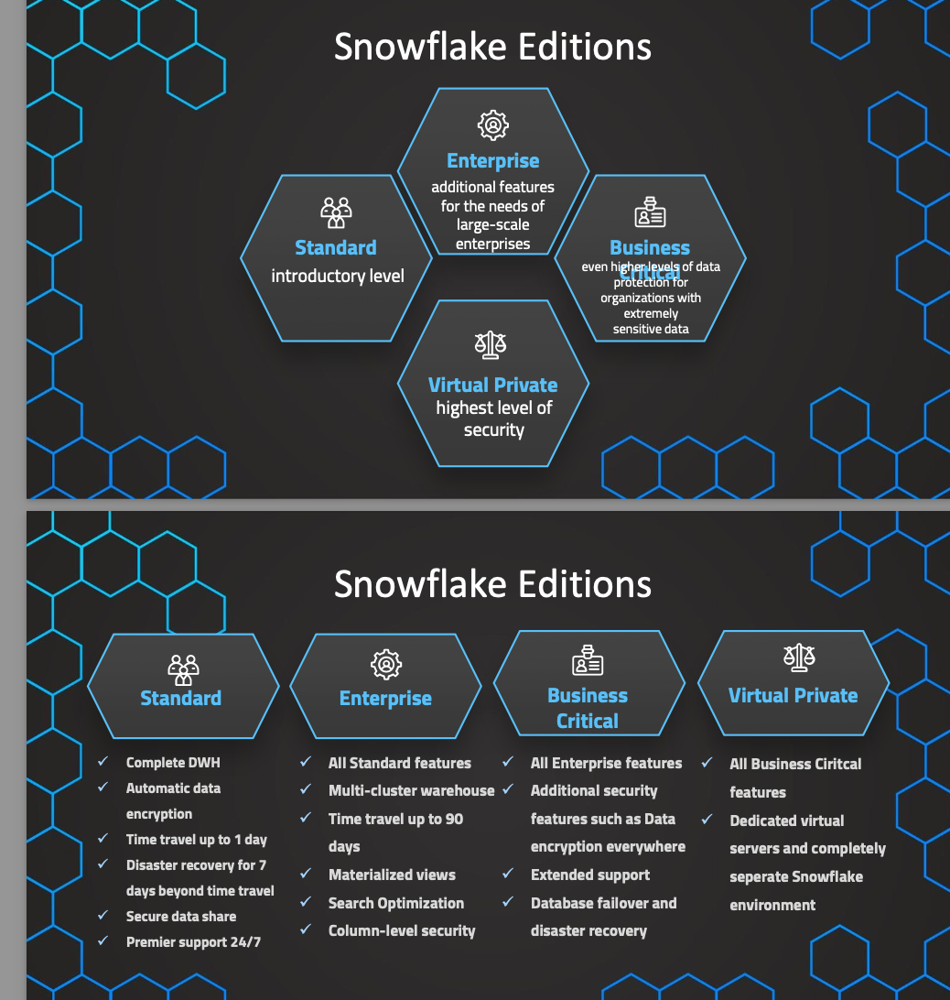 Snowflake Editions
Enterprise
additional features
for the needs of
large-scale
enterprises
Standard
introductory level
Business
Critical
even higher levels of data
protection for
organizations with
extremely
sensitive data
Virtual Private
highest level of
security
Snowflake Editions
Standard
Complete DWH
Automatic data
encryption
Time travel up to 1 day
Disaster recovery for 7
days beyond time travel
Secure data share
Premier support 24/7
Enterprise
All Standard features
Multi-cluster warehouse
Time travel up to 90
days
Materialized views
Search Optimization
Column-level security
Business
Critical
All Enterprise features
Additional security
features such as Data
encryption everywhere
Extended support
Database failover and
disaster recovery
Virtual Private
All Business Ciritcal
features
Dedicated virtual
servers and completely
seperate Snowflake
environment